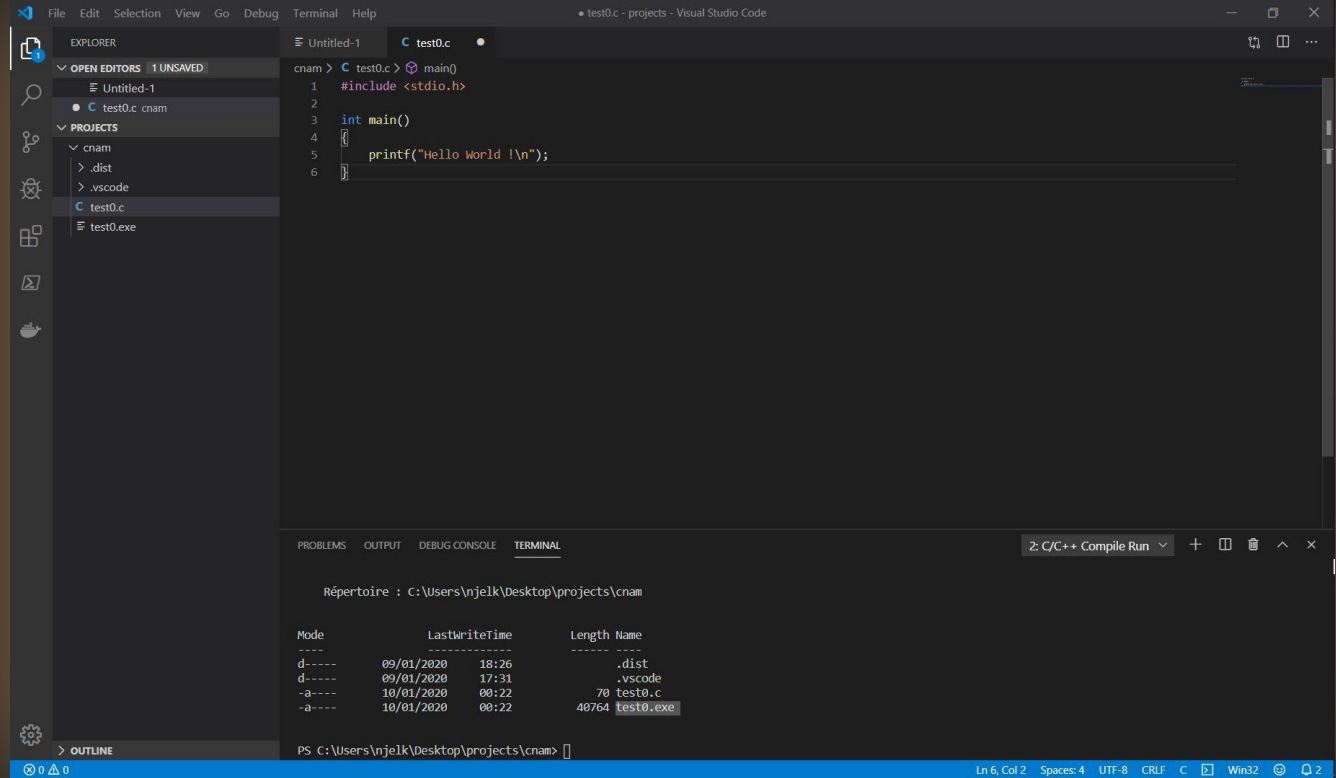 File Edit Selection View Go Debug Terminal Help
● test0.c - projects - Visual Studio Code
EXPLORER
OPEN EDITORS 1 UNSAVED
Untitled-1
● C test0.c cnam
PROJECTS
cnam
> .dist
> .vscode
C test0.c
test0.exe
OUTLINE
1
Untitled-1
C test0.c ●
cnam > C test0.c > main()
1 #include <stdio.h>
2
3 int main()
4 {
5 printf("Hello World !\n");
6 }
PROBLEMS OUTPUT DEBUG CONSOLE TERMINAL
2: C/C++ Compile Run
Répertoire : C:\Users\njelk\Desktop\projects\cnam
Mode LastWriteTime Length Name
---- ------------- ------ ----
d----- 09/01/2020 18:26 .dist
d----- 09/01/2020 17:31 .vscode
-a---- 10/01/2020 00:22 70 test0.c
-a---- 10/01/2020 00:22 40764 test0.exe
PS C:\Users\njelk\Desktop\projects\cnam>
0 0
Ln 6, Col 2 Spaces: 4 UTF-8 CRLF C Win32 2